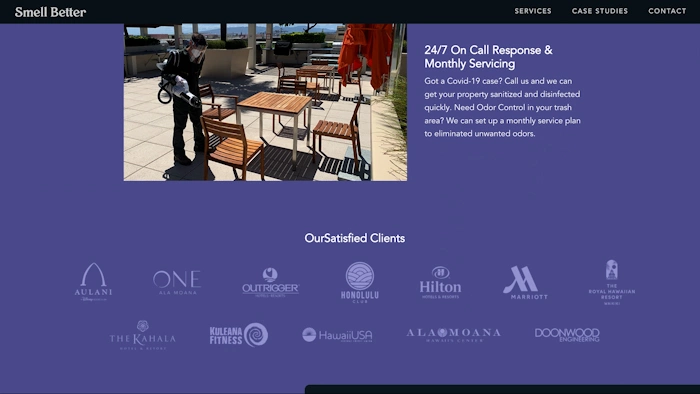 Smell Better
SERVICES
CASE STUDIES
CONTACT
24/7 On Call Response &
Monthly Servicing
Got a Covid-19 case? Call us and we can
get your property sanitized and disinfected
quickly. Need Odor Control in your trash
area? We can set up a monthly service plan
to eliminated unwanted odors.
OurSatisfied Clients
AULANI
ONE
ALA MOANA
OUTRIGGER
HONOLULU
CLUB
Hilton
HOTELS & RESORTS
MARRIOTT
THE
ROYAL HAWAIIAN
RESORT
WAIKIKI
THE KAHALA
HOTEL & RESORT
KULEANA
FITNESS
HawaiiUSA
ALA MOANA
HAWAI'I'S CENTER
DOONWOOD
ENGINEERING